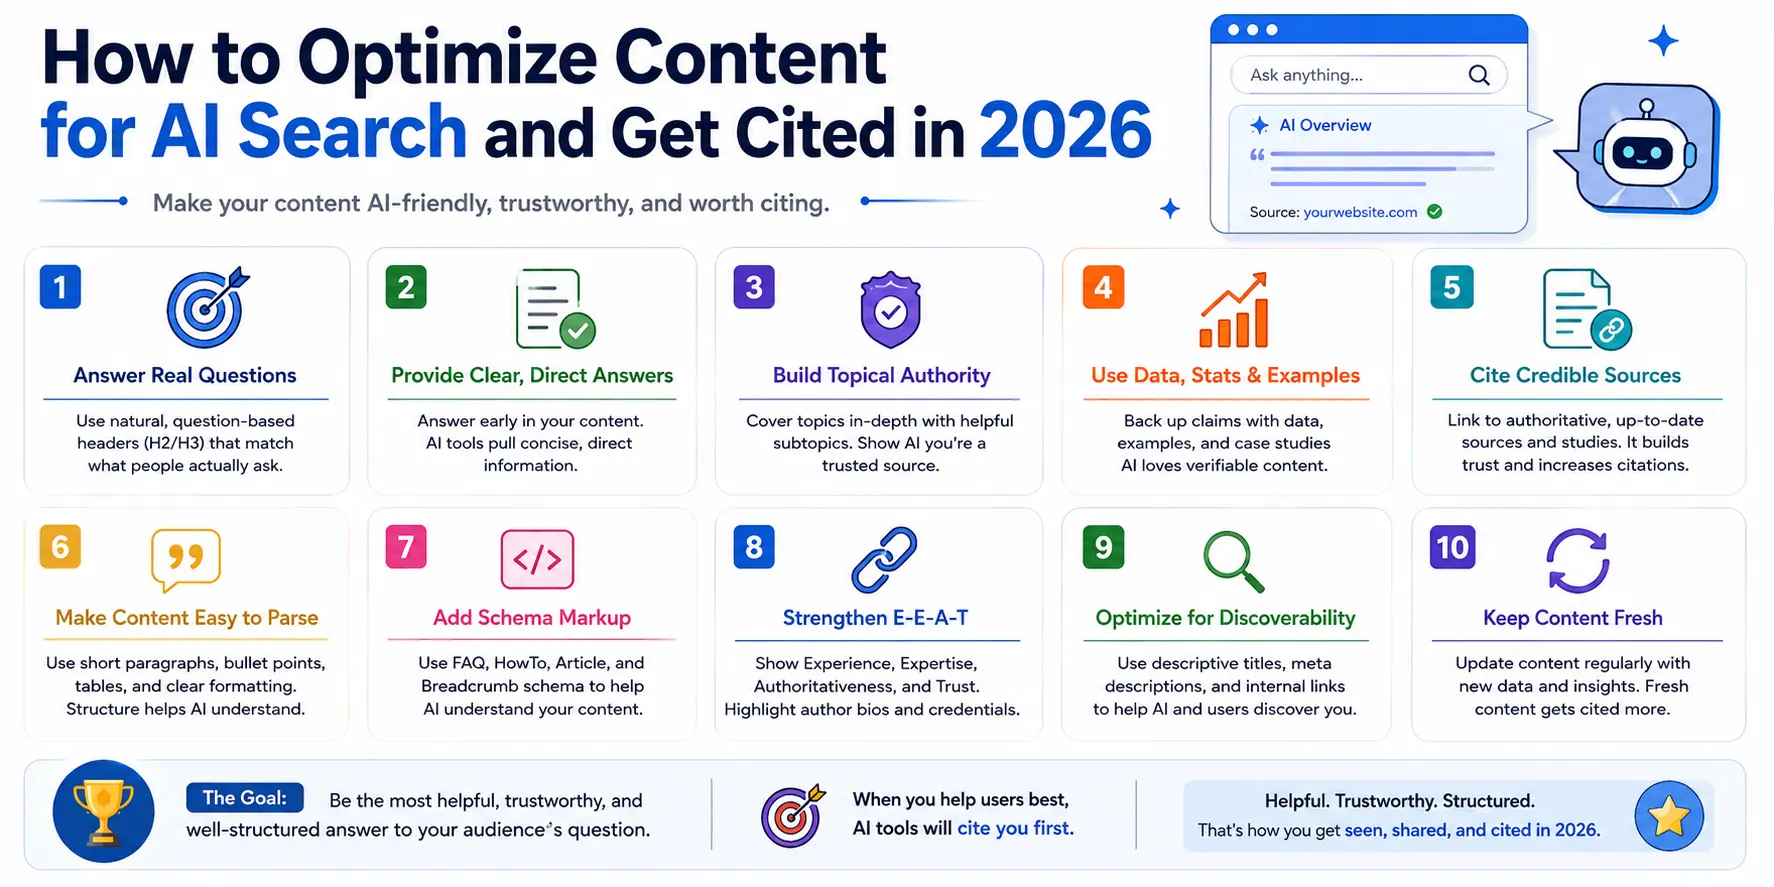 How to Optimize Content
for AI Search and Get Cited in 2026
Make your content AI-friendly, trustworthy, and worth citing.
Ask anything...
AI Overview
“
Source: yourwebsite.com
1
Answer Real Questions
Use natural, question-based
headers (H2/H3) that match
what people actually ask.
2
Provide Clear, Direct Answers
Answer early in your content.
AI tools pull concise, direct
information.
3
Build Topical Authority
Cover topics in-depth with helpful
subtopics. Show AI you're a
trusted source.
4
Use Data, Stats & Examples
Back up claims with data,
examples, and case studies
AI loves verifiable content.
5
Cite Credible Sources
Link to authoritative, up-to-date
sources and studies. It builds
trust and increases citations.
6
Make Content Easy to Parse
Use short paragraphs, bullet points,
tables, and clear formatting.
Structure helps AI understand.
7
</>
Add Schema Markup
Use FAQ, HowTo, Article, and
Breadcrumb schema to help
AI understand your content.
8
Strengthen E-E-A-T
Show Experience, Expertise,
Authoritativeness, and Trust.
Highlight author bios and credentials.
9
Optimize for Discoverability
Use descriptive titles, meta
descriptions, and internal links
to help AI and users discover you.
10
Keep Content Fresh
Update content regularly with
new data and insights. Fresh
content gets cited more.
The Goal: Be the most helpful, trustworthy, and
well-structured answer to your audience's question.
When you help users best,
AI tools will cite you first.
Helpful. Trustworthy. Structured.
That's how you get seen, shared, and cited in 2026.